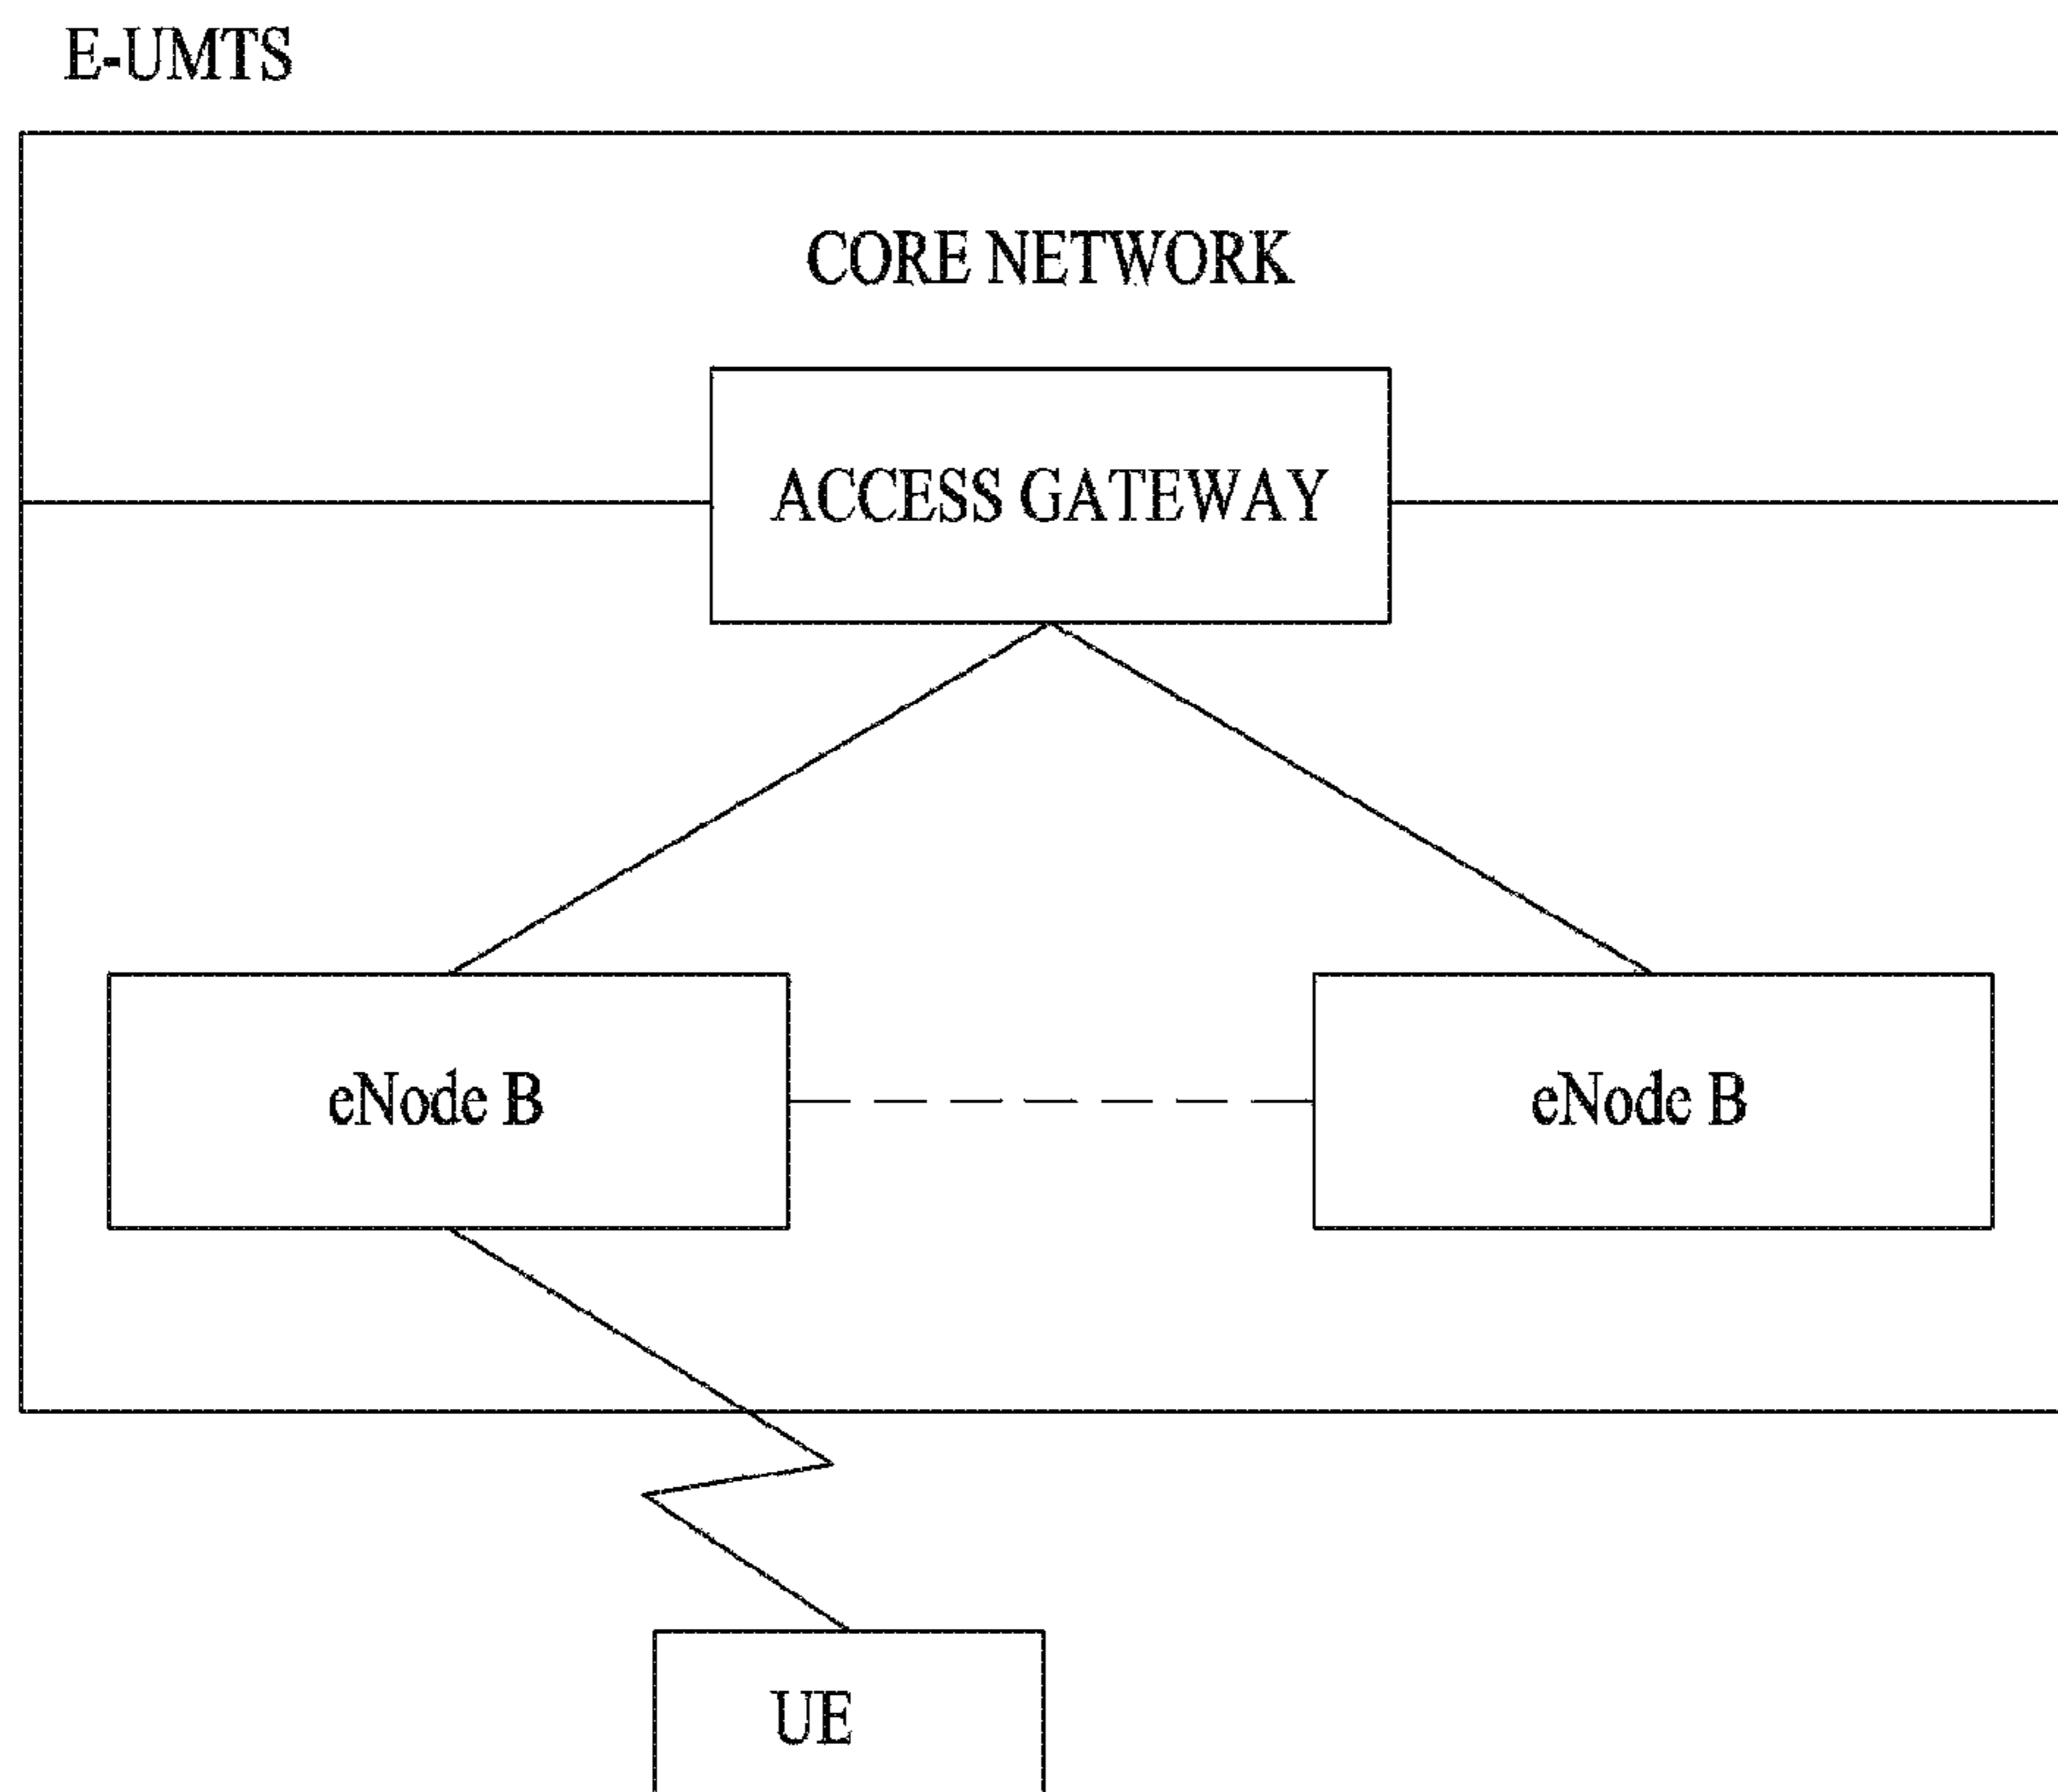 E-UMTS
CORE NETWORK
ACCESS GATEWAY
eNode B
eNode B
UE